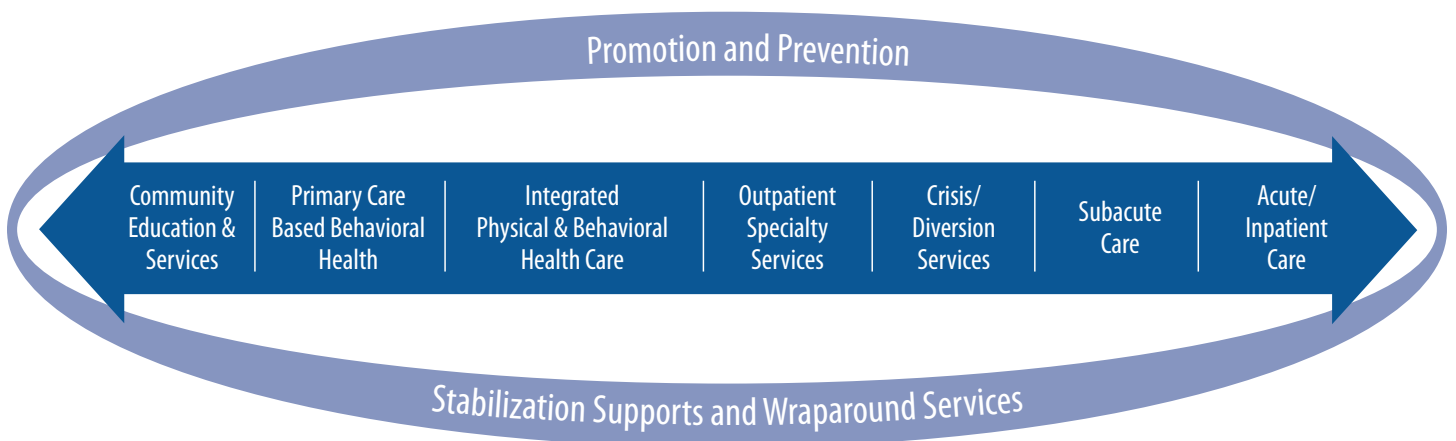 Promotion and Prevention
Community
Education &
Services
Primary Care
Based Behavioral
Health
Integrated
Physical & Behavioral
Health Care
Outpatient
Specialty
Services
Crisis/
Diversion
Services
Subacute
Care
Acute/
Inpatient
Care
Stabilization Supports and Wraparound Services